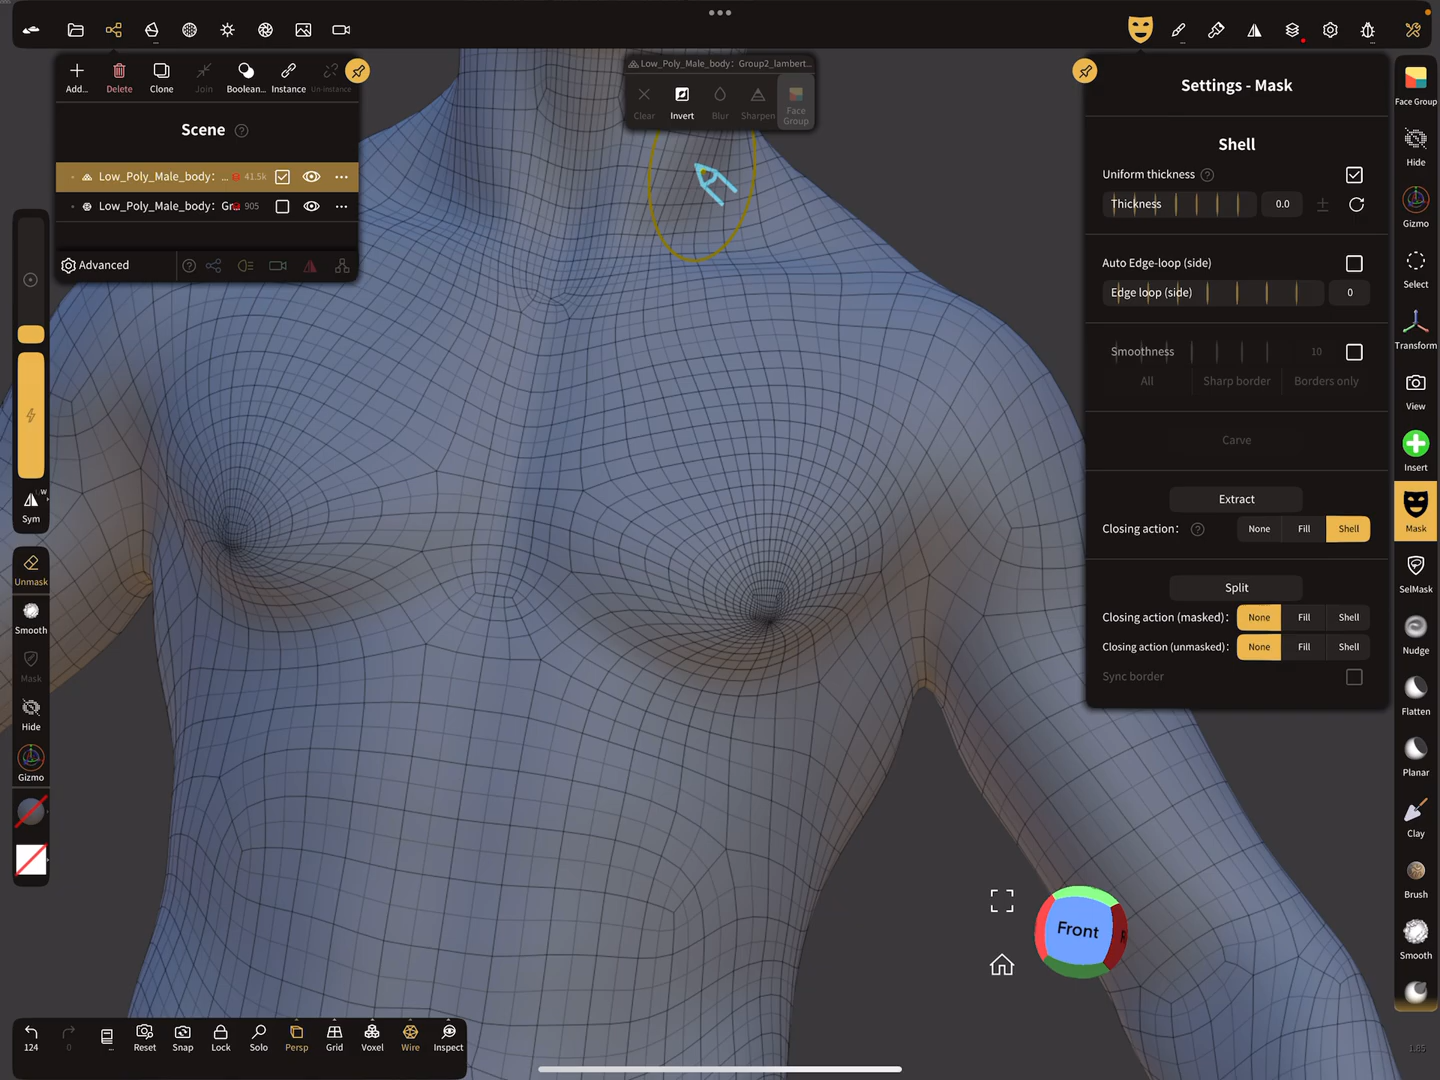 Add...
Delete
Clone
Join
Boolean...
Instance
Un-instance
Scene
Low_Poly_Male_body: ... 41.5k
Low_Poly_Male_body: Gr 905
Advanced
Low_Poly_Male_body: Group2_lambert...
Clear
Invert
Blur
Sharpen
Face Group
Settings - Mask
Shell
Uniform thickness
Thickness 0.0
Auto Edge-loop (side)
Edge loop (side) 0
Smoothness 10
All
Sharp border
Borders only
Carve
Extract
Closing action: None Fill Shell
Split
Closing action (masked): None Fill Shell
Closing action (unmasked): None Fill Shell
Sync border
Face Group
Hide
Gizmo
Select
Transform
View
Insert
Mask
SelMask
Nudge
Flatten
Planar
Clay
Brush
Smooth
1.85
W
Sym
Unmask
Smooth
Mask
Hide
Gizmo
Front
124
0
Reset
Snap
Lock
Solo
Persp
Grid
Voxel
Wire
Inspect